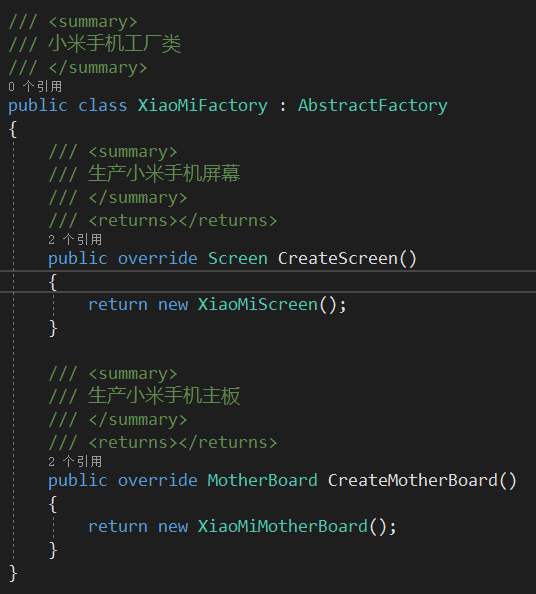 /// <summary>
/// 小米手机工厂类
/// </summary>
0 个引用
public class XiaoMiFactory : AbstractFactory
{
/// <summary>
/// 生产小米手机屏幕
/// </summary>
/// <returns></returns>
2 个引用
public override Screen CreateScreen()
{
return new XiaoMiScreen();
}
/// <summary>
/// 生产小米手机主板
/// </summary>
/// <returns></returns>
2 个引用
public override MotherBoard CreateMotherBoard()
{
return new XiaoMiMotherBoard();
}
}